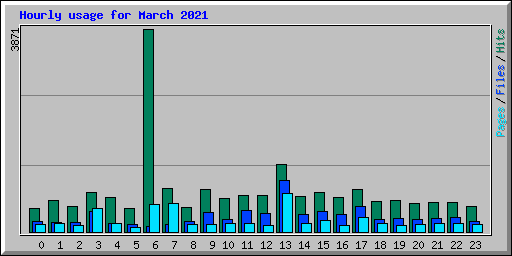 Hourly usage for March 2021
3871
Pages/Files/Hits
0 1 2 3 4 5 6 7 8 9 10 11 12 13 14 15 16 17 18 19 20 21 22 23